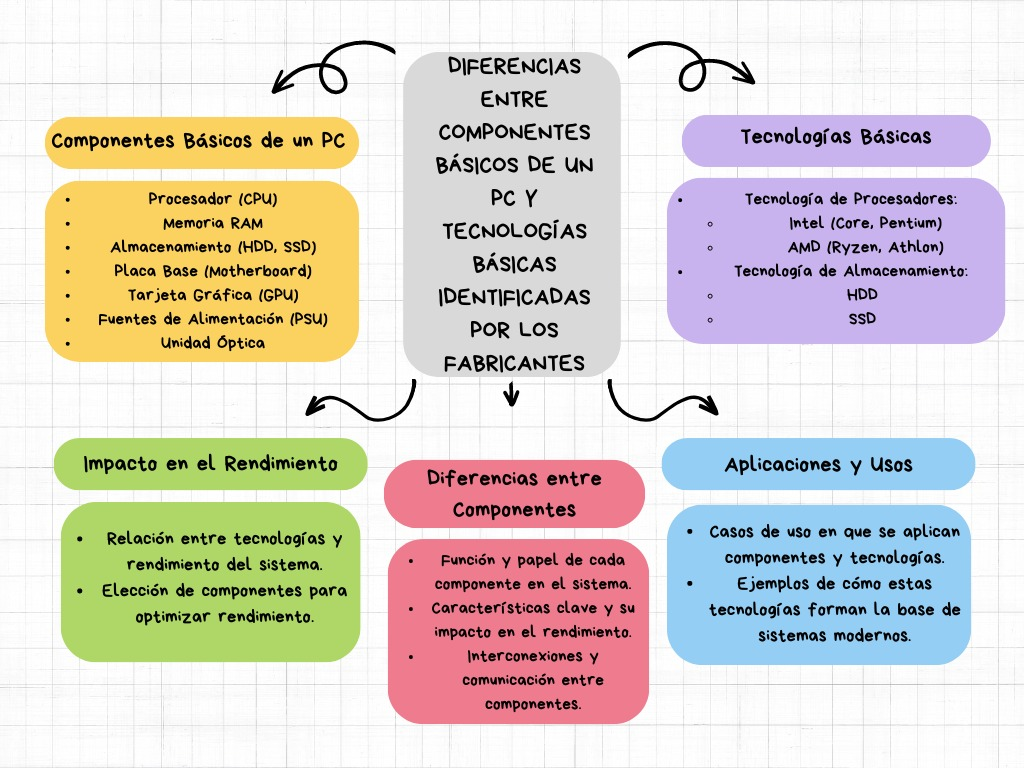 DIFERENCIAS
ENTRE
COMPONENTES
BÁSICOS DE UN
PC Y
TECNOLOGÍAS
BÁSICAS
IDENTIFICADAS
POR LOS
FABRICANTES
Componentes Básicos de un PC
• Procesador (CPU)
• Memoria RAM
• Almacenamiento (HDD, SSD)
• Placa Base (Motherboard)
• Tarjeta Gráfica (GPU)
• Fuentes de Alimentación (PSU)
• Unidad Óptica
Tecnologías Básicas
• Tecnología de Procesadores:
◦ Intel (Core, Pentium)
◦ AMD (Ryzen, Athlon)
• Tecnología de Almacenamiento:
◦ HDD
◦ SSD
Impacto en el Rendimiento
• Relación entre tecnologías y
rendimiento del sistema.
• Elección de componentes para
optimizar rendimiento.
Diferencias entre
Componentes
• Función y papel de cada
componente en el sistema.
• Características clave y su
impacto en el rendimiento.
• Interconexiones y
comunicación entre
componentes.
Aplicaciones y Usos
• Casos de uso en que se aplican
componentes y tecnologías.
• Ejemplos de cómo estas
tecnologías forman la base de
sistemas modernos.